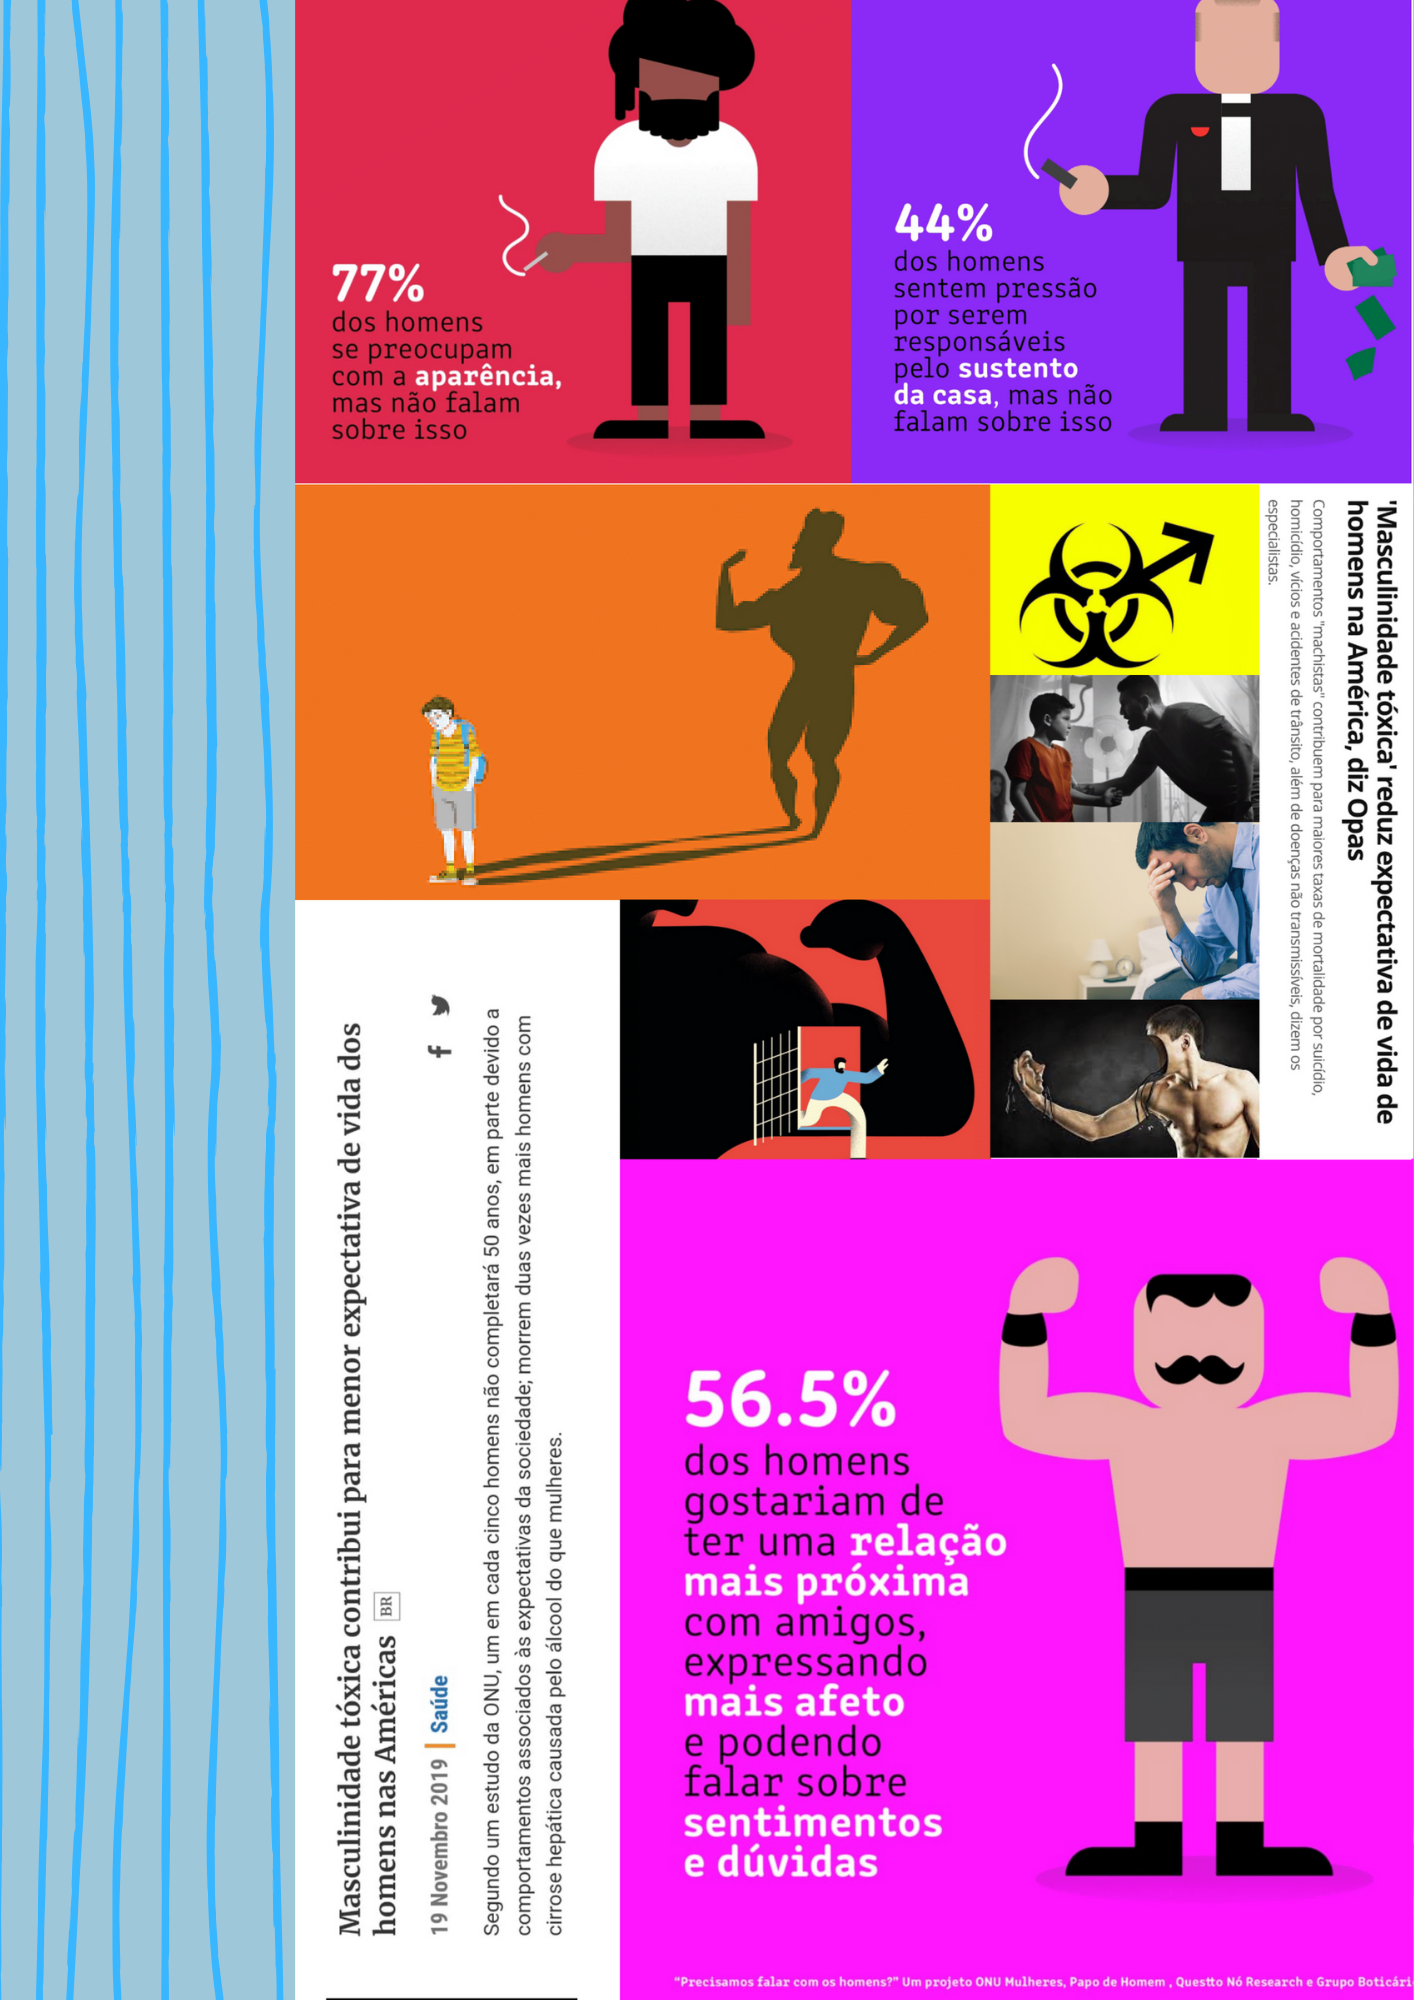 77%
dos homens
se preocupam
com a aparência,
mas não falam
sobre isso
44%
dos homens
sentem pressão
por serem
responsáveis
pelo sustento
da casa, mas não
falam sobre isso
'Masculinidade tóxica' reduz expectativa de vida de
homens na América, diz Opas
Comportamentos "machistas" contribuem para maiores taxas de mortalidade por suicídio,
homicídio, vícios e acidentes de trânsito, além de doenças não transmissíveis, dizem os
especialistas.
Masculinidade tóxica contribui para menor expectativa de vida dos
homens nas Américas BR
19 Novembro 2019 | Saúde
Segundo um estudo da ONU, um em cada cinco homens não completará 50 anos, em parte devido a
comportamentos associados às expectativas da sociedade; morrem duas vezes mais homens com
cirrose hepática causada pelo álcool do que mulheres.
56.5%
dos homens
gostariam de
ter uma relação
mais próxima
com amigos,
expressando
mais afeto
e podendo
falar sobre
sentimentos
e dúvidas
"Precisamos falar com os homens?" Um projeto ONU Mulheres, Papo de Homem , Questto Nó Research e Grupo Boticári